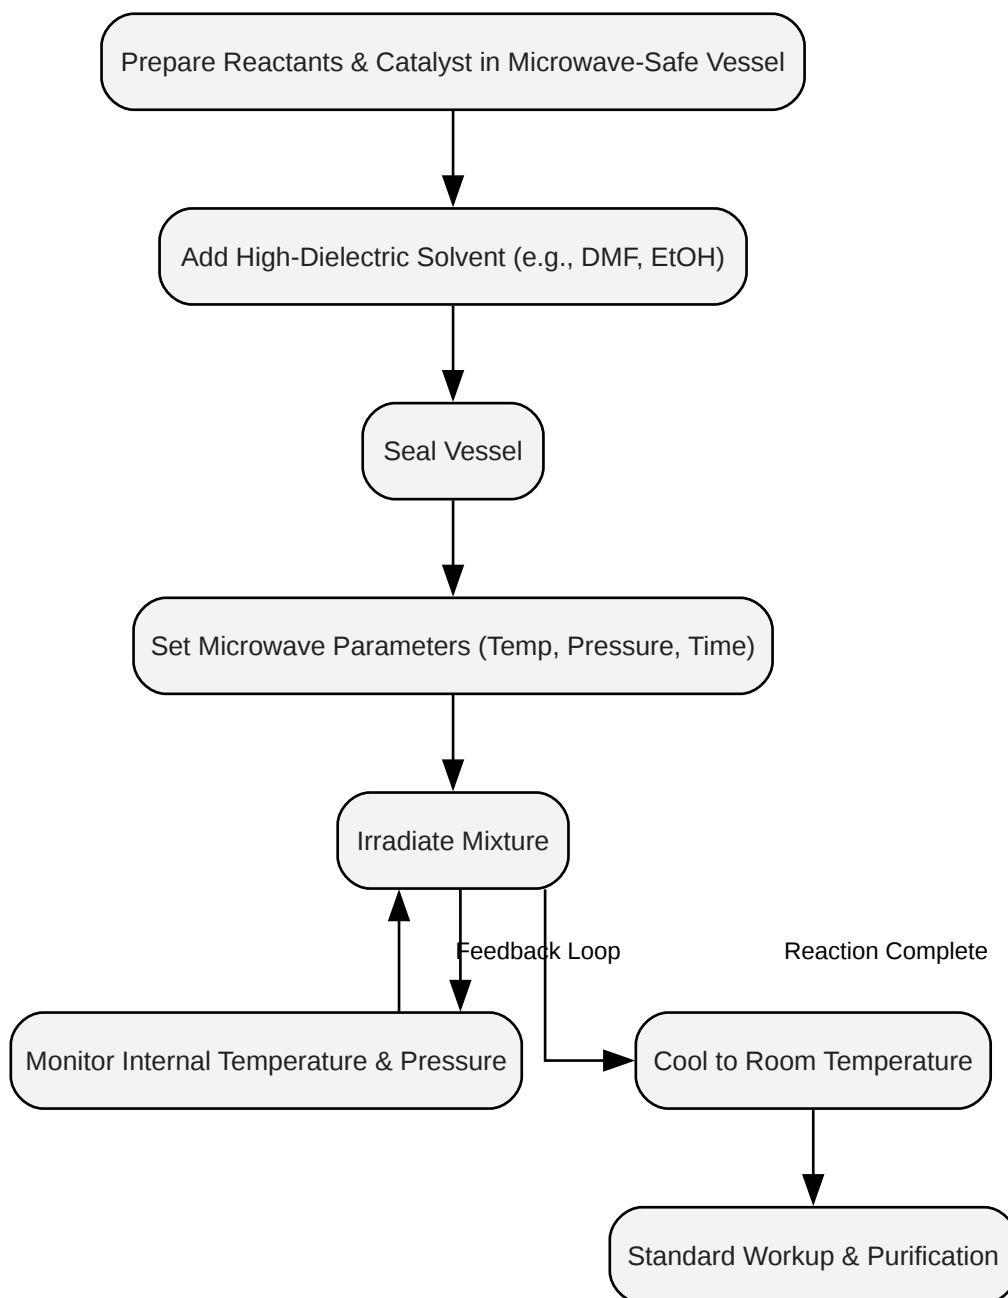 Prepare Reactants & Catalyst in Microwave-Safe Vessel
Add High-Dielectric Solvent (e.g., DMF, EtOH)
Seal Vessel
Set Microwave Parameters (Temp, Pressure, Time)
Irradiate Mixture
Feedback Loop
Reaction Complete
Monitor Internal Temperature & Pressure
Cool to Room Temperature
Standard Workup & Purification